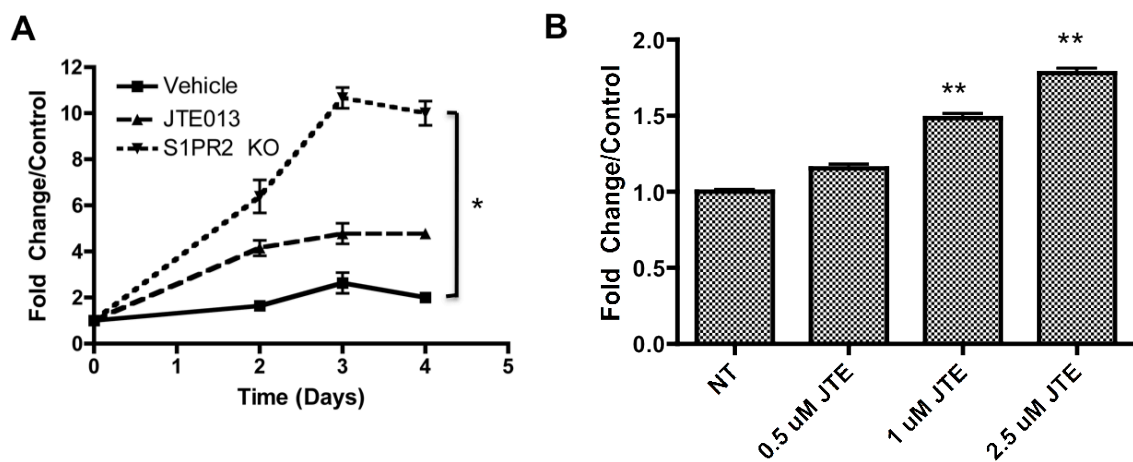 A
Fold Change/Control
12
10
8
6
4
2
0
Vehicle
JTE013
S1PR2 KO
*
0 1 2 3 4 5
Time (Days)
B
Fold Change/Control
2.0
1.5
1.0
0.5
0.0
**
**
NT
0.5 uM JTE
1 uM JTE
2.5 uM JTE